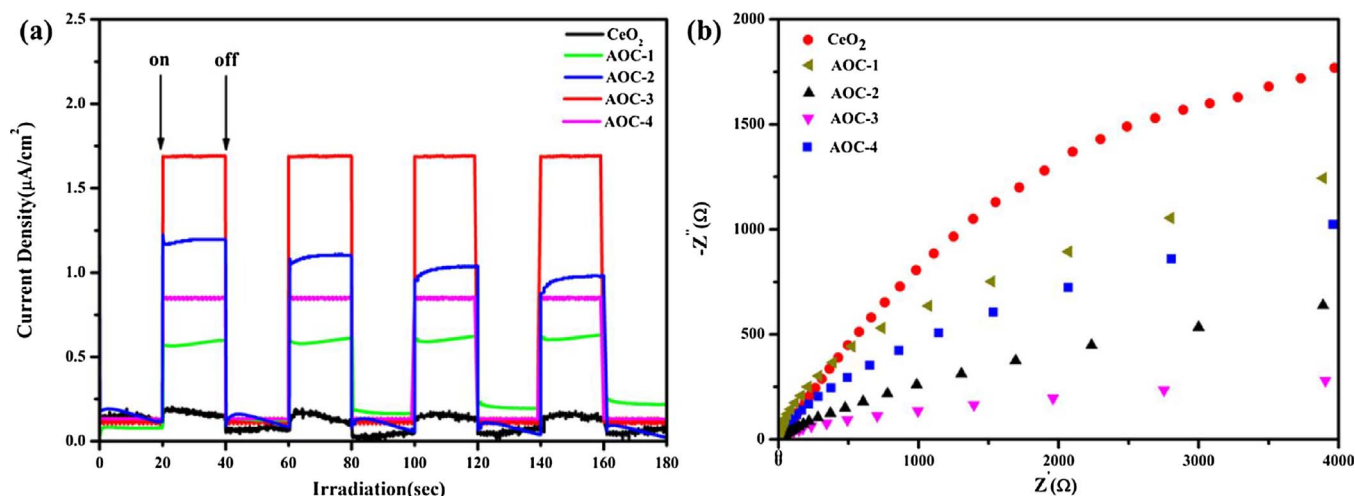 (a)
on off
CeO2
AOC-1
AOC-2
AOC-3
AOC-4
2.5
2.0
1.5
1.0
0.5
0.0
Current Density(μA/cm2)
0 20 40 60 80 100 120 140 160 180
Irradiation(sec)
(b)
CeO2
AOC-1
AOC-2
AOC-3
AOC-4
2000
1500
1000
500
0
-Z''(Ω)
0 1000 2000 3000 4000
Z'(Ω)